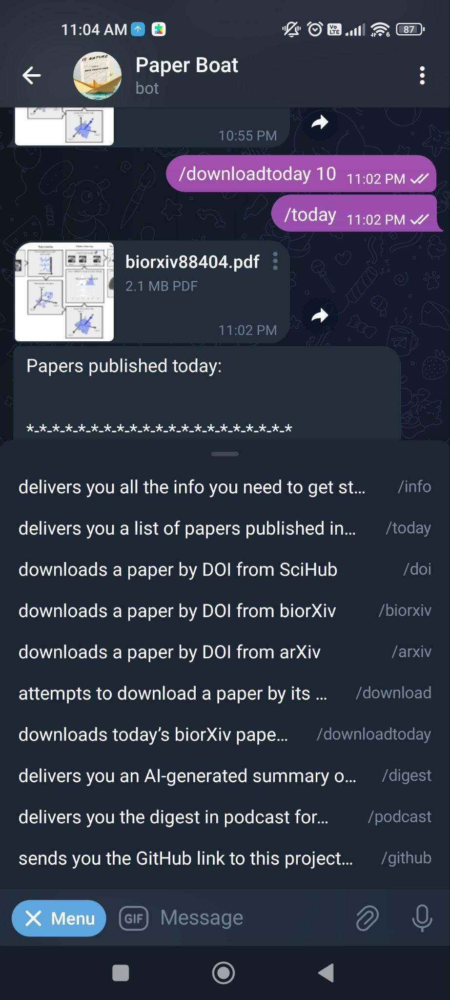 11:04 AM
Vo LTE
6
87
IS NATURE
Paper Boat
bot
10:55 PM
/downloadtoday 10 11:02 PM
/today 11:02 PM
biorxiv88404.pdf
2.1 MB PDF
11:02 PM
Papers published today:
*-*-*-*-*-*-*-*-*-*-*-*-*-*-*-*-*-*-*-*-*
delivers you all the info you need to get st... /info
delivers you a list of papers published in... /today
downloads a paper by DOI from SciHub /doi
downloads a paper by DOI from biorXiv /biorxiv
downloads a paper by DOI from arXiv /arxiv
attempts to download a paper by its ... /download
downloads today’s biorXiv pape... /downloadtoday
delivers you an AI-generated summary o... /digest
delivers you the digest in podcast for... /podcast
sends you the GitHub link to this project... /github
Menu
GIF
Message